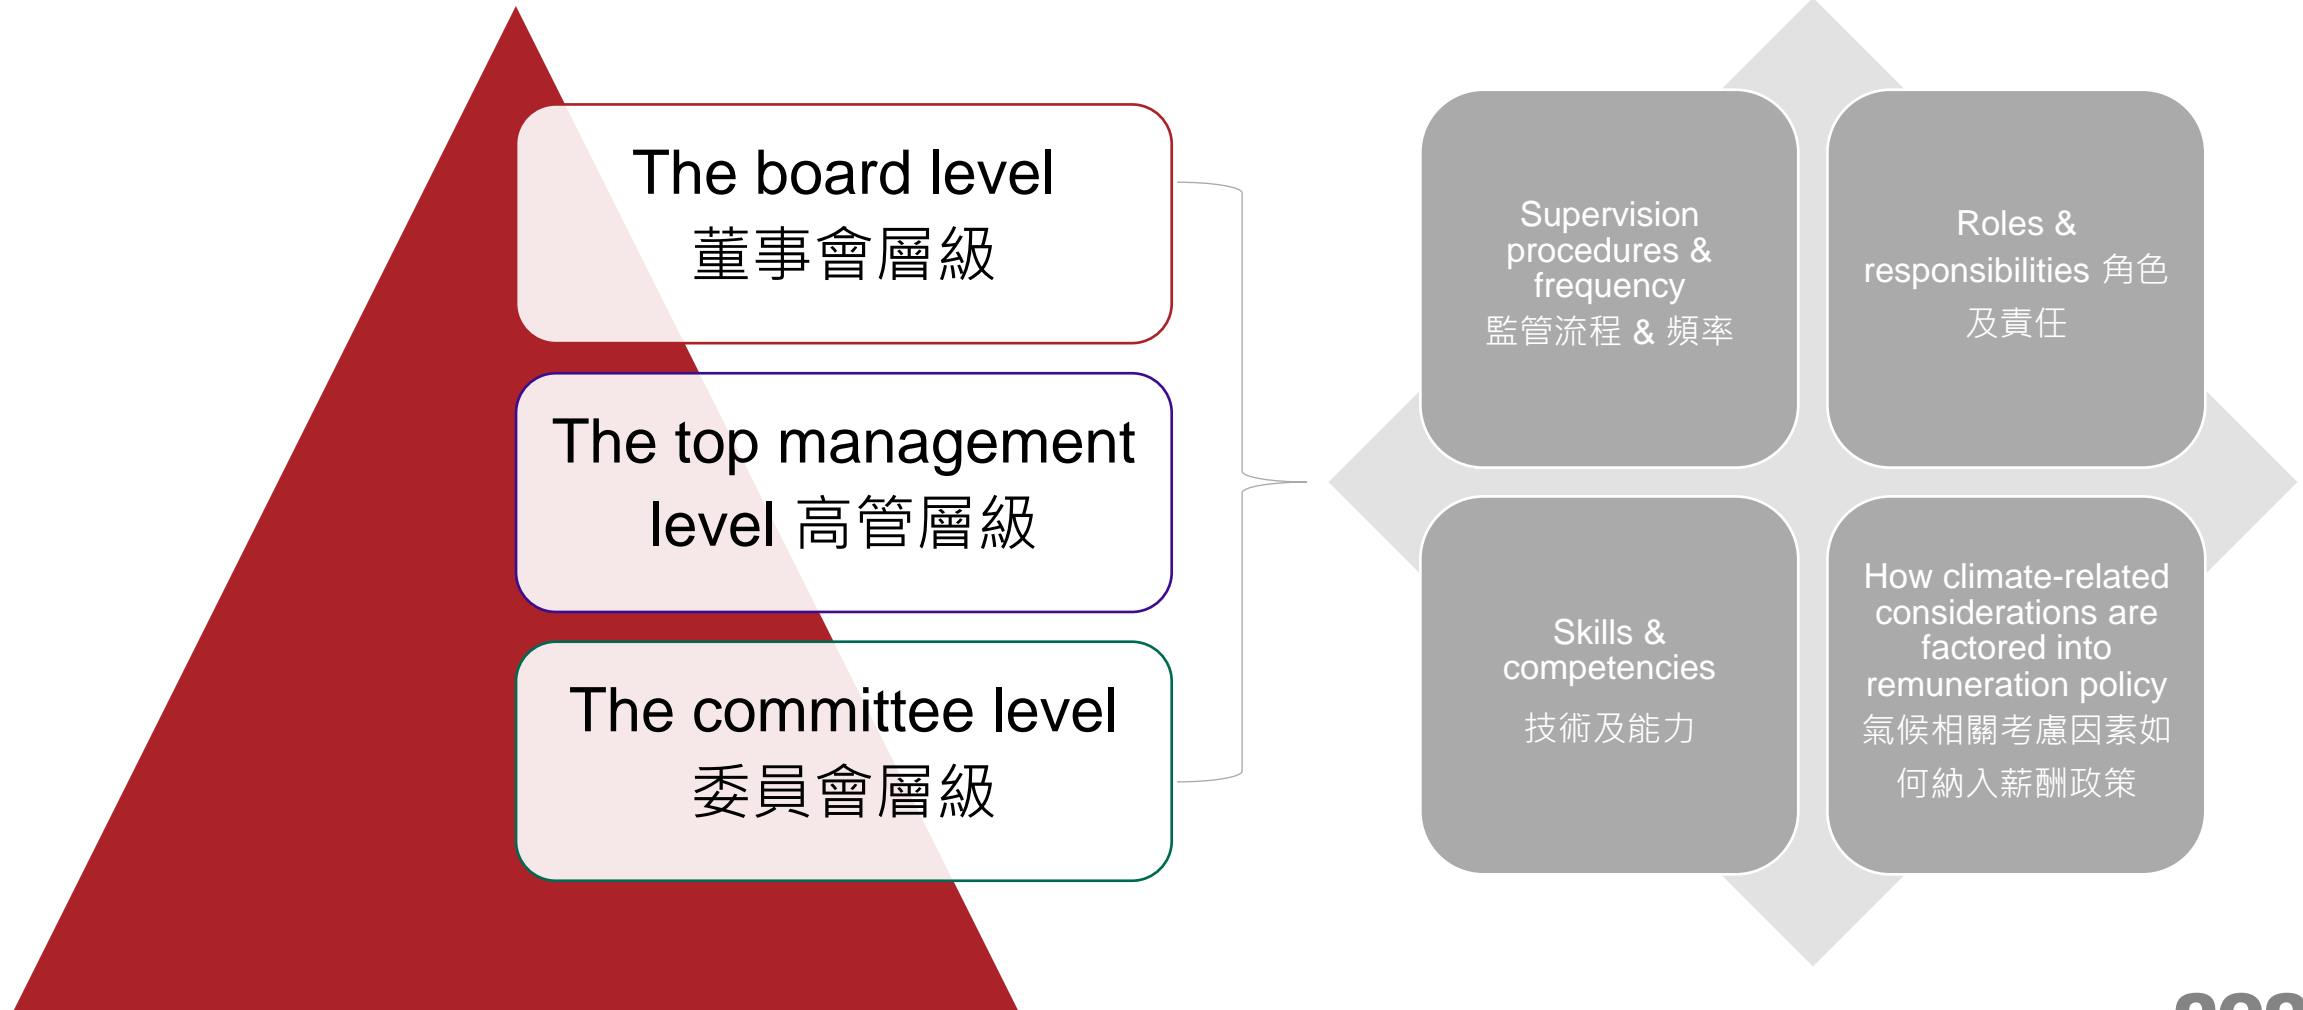 The board level
董事會層級
The top management
level 高管層級
The committee level
委員會層級
Supervision
procedures &
frequency
監管流程 & 頻率
Roles &
responsibilities 角色
及責任
Skills &
competencies
技術及能力
How climate-related
considerations are
factored into
remuneration policy
氣候相關考慮因素如
何納入薪酬政策